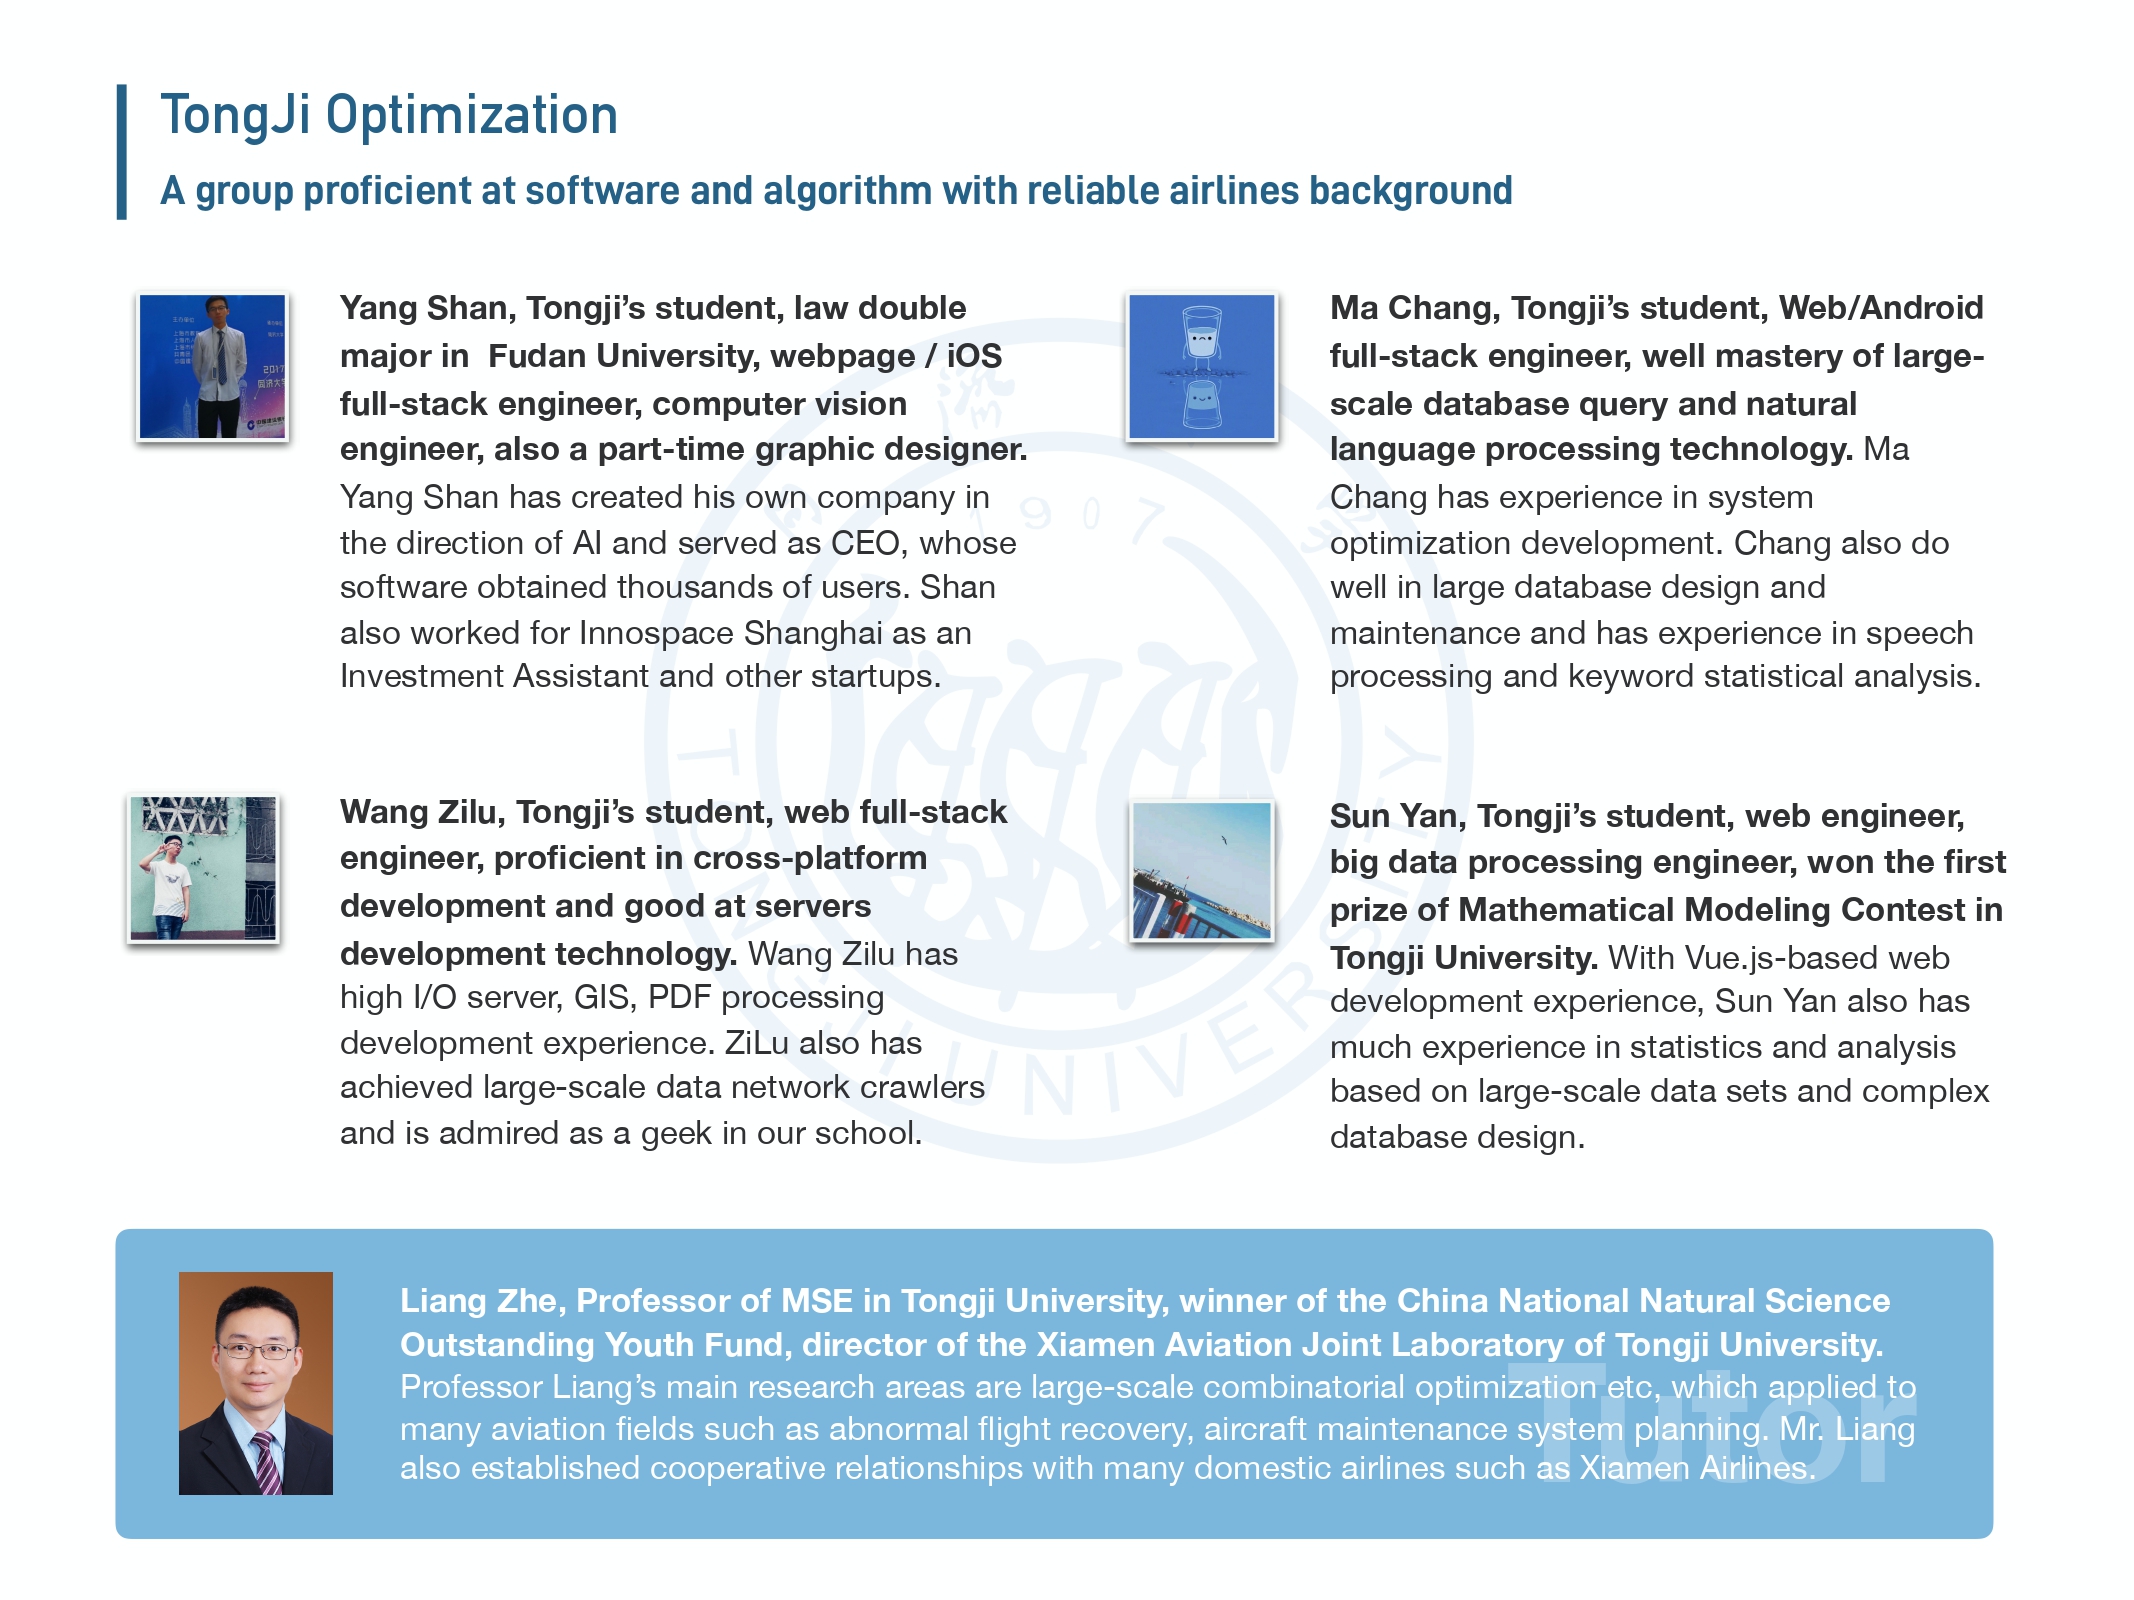 TongJi Optimization
A group proficient at software and algorithm with reliable airlines background
Yang Shan, Tongji’s student, law double
major in Fudan University, webpage / iOS
full-stack engineer, computer vision
engineer, also a part-time graphic designer.
Yang Shan has created his own company in
the direction of AI and served as CEO, whose
software obtained thousands of users. Shan
also worked for Innospace Shanghai as an
Investment Assistant and other startups.
Ma Chang, Tongji’s student, Web/Android
full-stack engineer, well mastery of large-
scale database query and natural
language processing technology. Ma
Chang has experience in system
optimization development. Chang also do
well in large database design and
maintenance and has experience in speech
processing and keyword statistical analysis.
Wang Zilu, Tongji’s student, web full-stack
engineer, proficient in cross-platform
development and good at servers
development technology. Wang Zilu has
high I/O server, GIS, PDF processing
development experience. ZiLu also has
achieved large-scale data network crawlers
and is admired as a geek in our school.
Sun Yan, Tongji’s student, web engineer,
big data processing engineer, won the first
prize of Mathematical Modeling Contest in
Tongji University. With Vue.js-based web
development experience, Sun Yan also has
much experience in statistics and analysis
based on large-scale data sets and complex
database design.
1907
TONGJI UNIVERSITY
Liang Zhe, Professor of MSE in Tongji University, winner of the China National Natural Science
Outstanding Youth Fund, director of the Xiamen Aviation Joint Laboratory of Tongji University.
Professor Liang’s main research areas are large-scale combinatorial optimization etc, which applied to
many aviation fields such as abnormal flight recovery, aircraft maintenance system planning. Mr. Liang
also established cooperative relationships with many domestic airlines such as Xiamen Airlines.
Tutor
2017